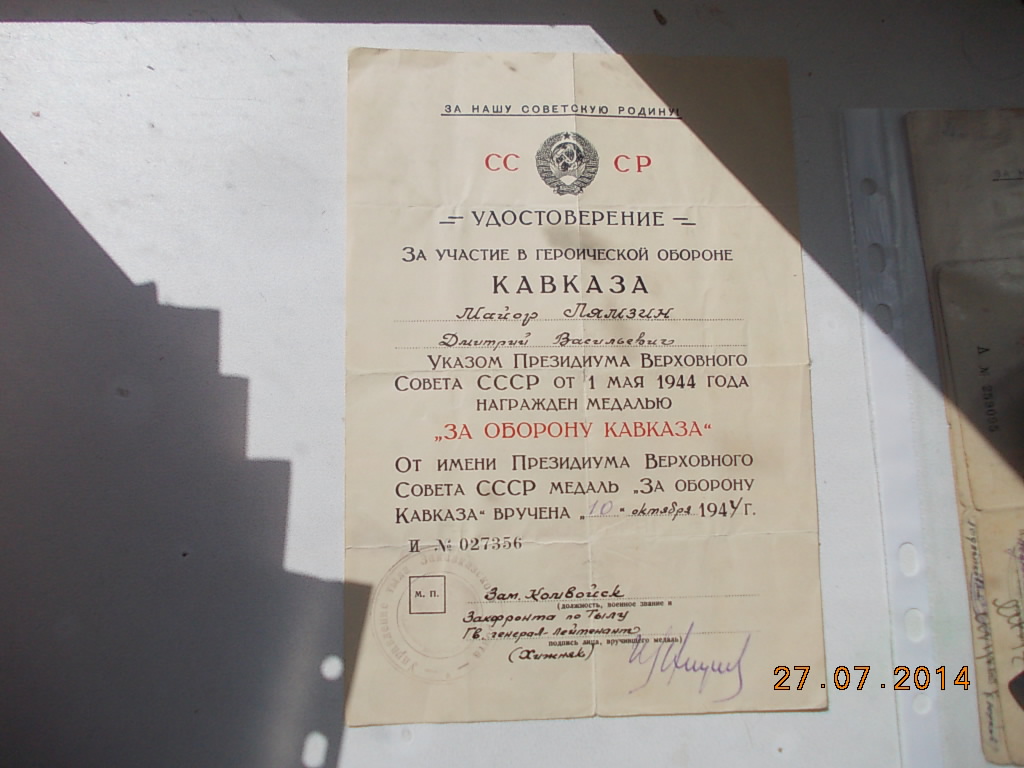 ЗА НАШУ СОВЕТСКУЮ РОДИНУ!
СС СР
УДОСТОВЕРЕНИЕ
ЗА УЧАСТИЕ В ГЕРОИЧЕСКОЙ ОБОРОНЕ
КАВКАЗА
Майор Лямзин
Дмитрий Васильевич
УКАЗОМ ПРЕЗИДИУМА ВЕРХОВНОГО
СОВЕТА СССР ОТ 1 МАЯ 1944 ГОДА
НАГРАЖДЕН МЕДАЛЬЮ
„ЗА ОБОРОНУ КАВКАЗА“
ОТ ИМЕНИ ПРЕЗИДИУМА ВЕРХОВНОГО
СОВЕТА СССР МЕДАЛЬ „ЗА ОБОРОНУ
КАВКАЗА“ ВРУЧЕНА „10“ октября 1944 г.
И № 027356
М. П.
Зам. Комвойск
(должность, военное звание и
Закфронта по Тылу
Гв. генерал-лейтенант
подпись лица, вручившего медаль)
(Хижняк)
27.07.2014